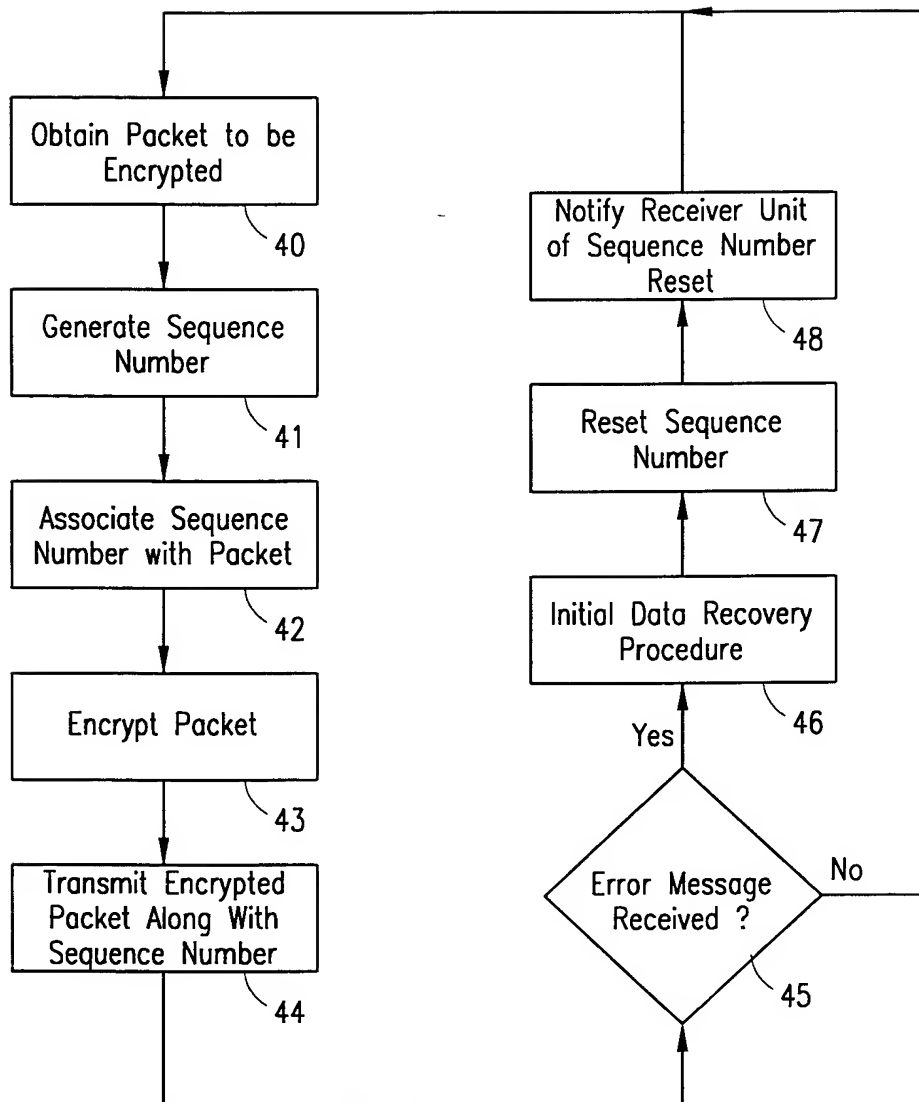 Obtain Packet to be
Encrypted
40
Generate Sequence
Number
41
Associate Sequence
Number with Packet
42
Encrypt Packet
43
Transmit Encrypted
Packet Along With
Sequence Number
44
Notify Receiver Unit
of Sequence Number
Reset
48
Reset Sequence
Number
47
Initial Data Recovery
Procedure
46
Yes
Error Message
Received ?
No
45